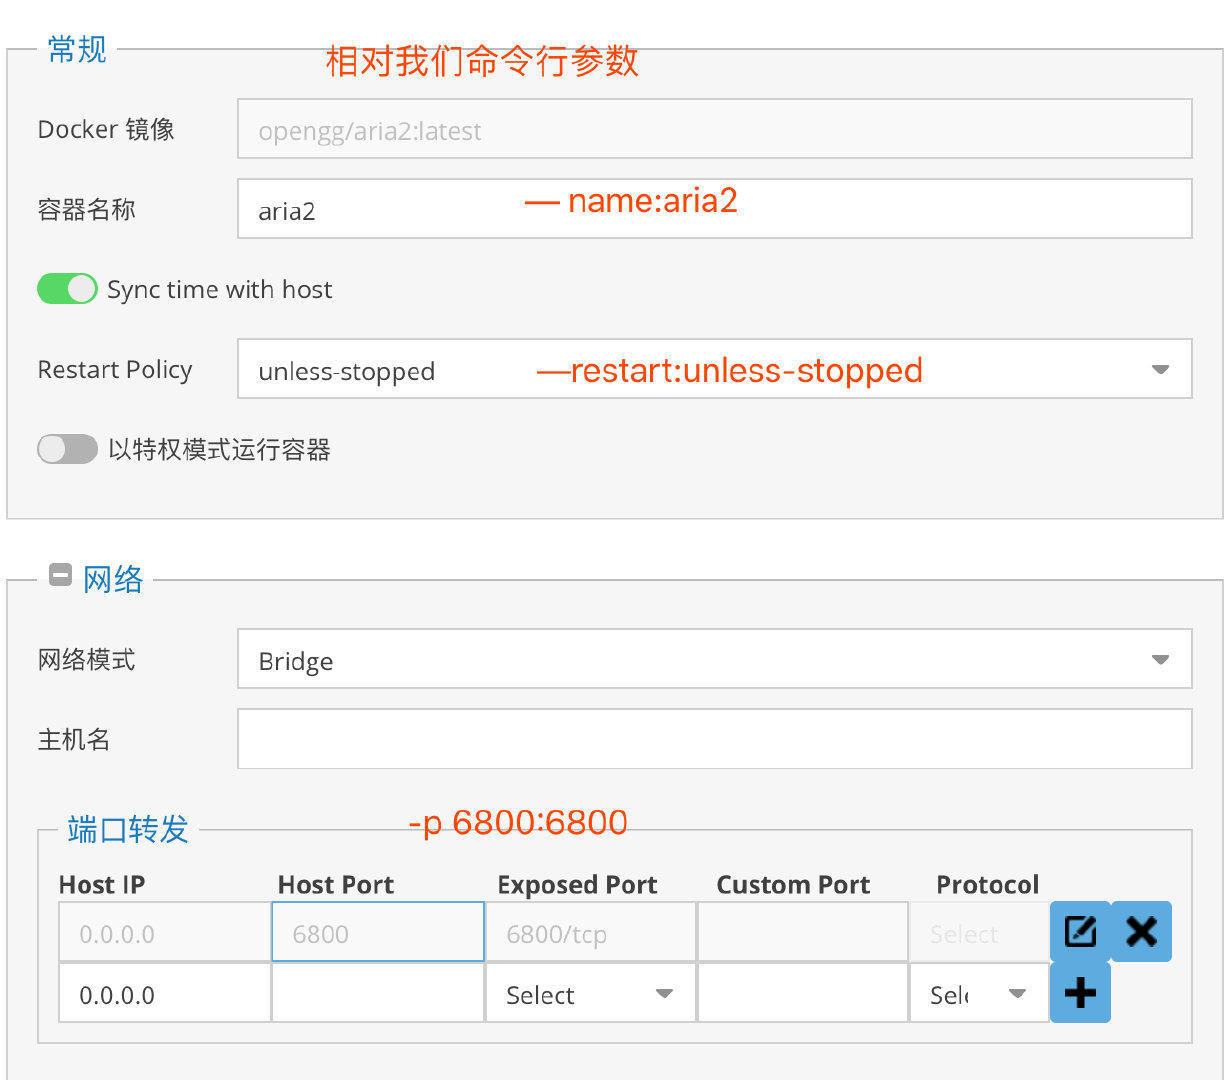 常规
相对我们命令行参数
Docker 镜像
opengg/aria2:latest
容器名称
aria2
— name:aria2
Sync time with host
Restart Policy
unless-stopped
—restart:unless-stopped
以特权模式运行容器
网络
网络模式
Bridge
主机名
端口转发
-p 6800:6800
Host IP Host Port Exposed Port Custom Port Protocol
0.0.0.0 6800 6800/tcp Select
0.0.0.0 Select Sele